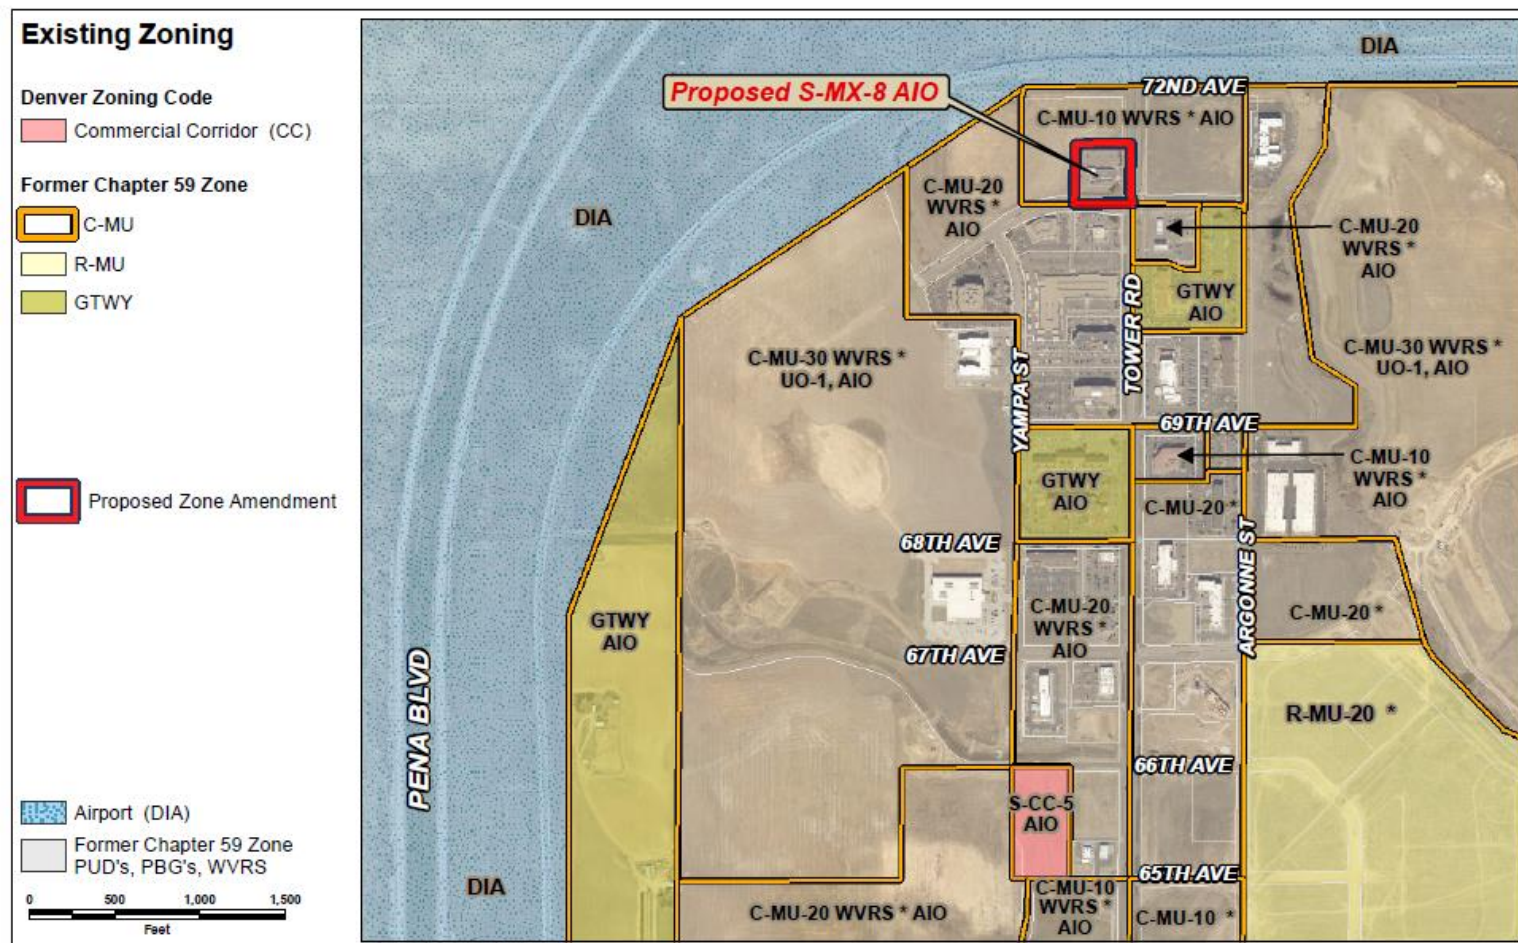 Existing Zoning
Denver Zoning Code
Commercial Corridor (CC)
Former Chapter 59 Zone
C-MU
R-MU
GTWY
Proposed Zone Amendment
Airport (DIA)
Former Chapter 59 Zone
PUD's, PBG's, WVRS
0 500 1,000 1,500
Feet
DIA
72ND AVE
Proposed S-MX-8 AIO
C-MU-10 WVRS * AIO
C-MU-20
WVRS *
AIO
DIA
C-MU-20
WVRS *
AIO
GTWY
AIO
TOWER RD
C-MU-30 WVRS *
UO-1, AIO
C-MU-30 WVRS *
UO-1, AIO
YAMPA ST
69TH AVE
C-MU-10
WVRS *
AIO
GTWY
AIO
C-MU-20 *
68TH AVE
ARGONNE ST
GTWY
AIO
C-MU-20
WVRS *
AIO
C-MU-20 *
67TH AVE
PENA BLVD
R-MU-20 *
66TH AVE
S-CC-5
AIO
65TH AVE
DIA
C-MU-20 WVRS * AIO
C-MU-10
WVRS *
AIO
C-MU-10 *